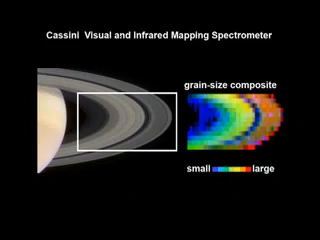 Cassini Visual and Infrared Mapping Spectrometer
grain-size composite
small large